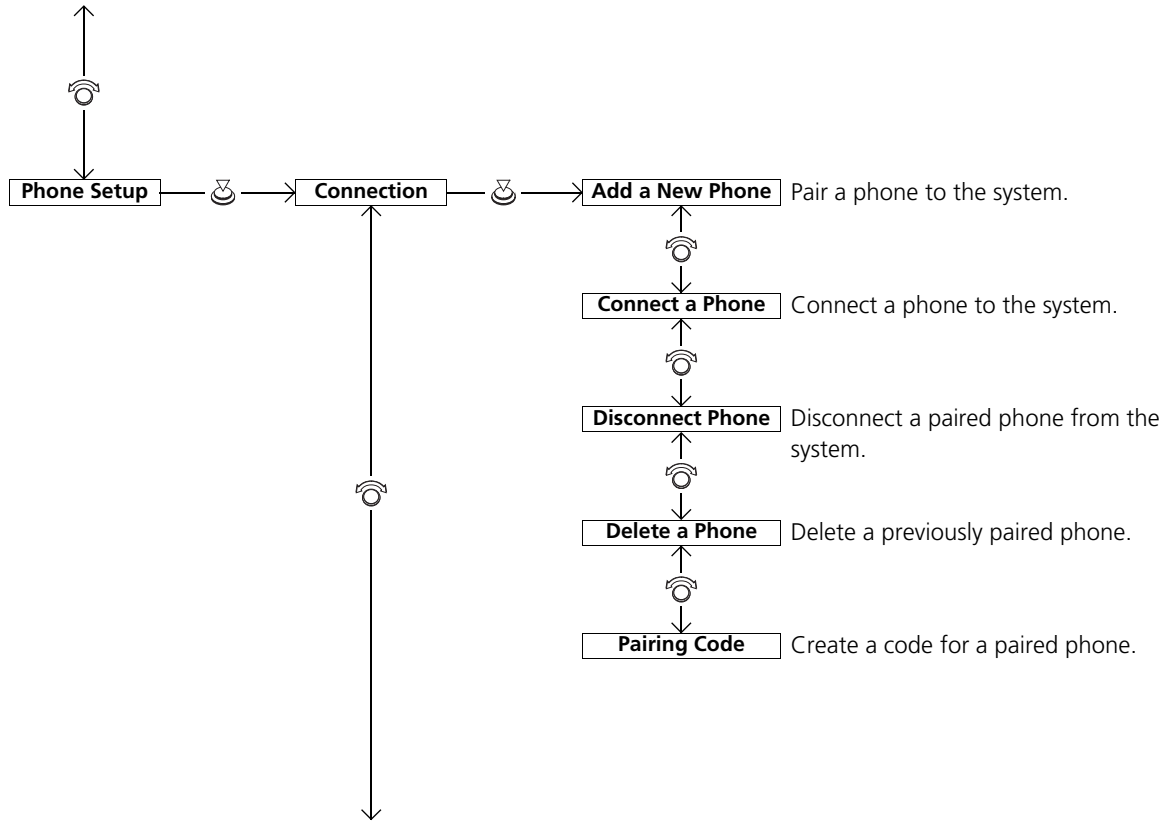 Phone Setup
Connection
Add a New Phone
Pair a phone to the system.
Connect a Phone
Connect a phone to the system.
Disconnect Phone
Disconnect a paired phone from the
system.
Delete a Phone
Delete a previously paired phone.
Pairing Code
Create a code for a paired phone.